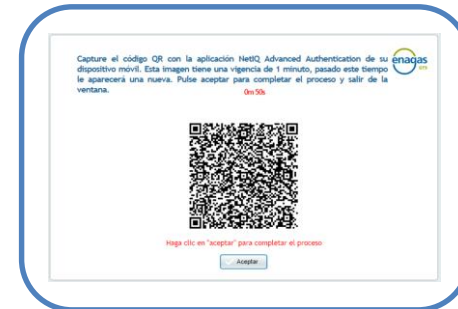 Capture el código QR con la aplicación NetIQ Advanced Authentication de su
dispositivo móvil. Esta imagen tiene una vigencia de 1 minuto, pasado este tiempo
le aparecerá una nueva. Pulse aceptar para completar el proceso y salir de la
ventana.
0m 50s
enagas
Haga clic en "aceptar" para completar el proceso
Aceptar